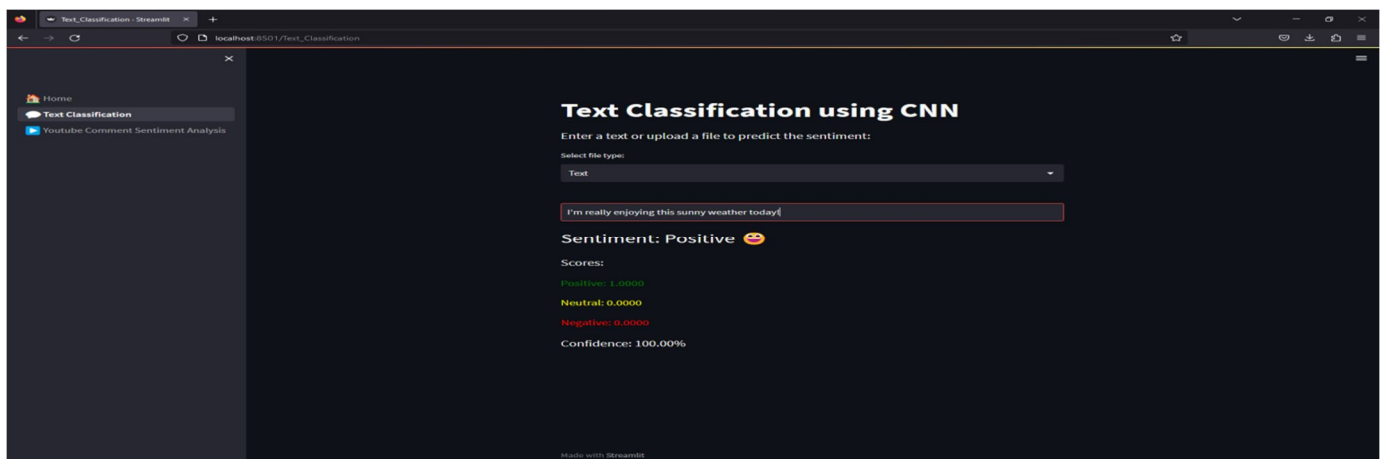 Text_Classification · Streamlit
localhost:8501/Text_Classification
Home
Text Classification
Youtube Comment Sentiment Analysis
Text Classification using CNN
Enter a text or upload a file to predict the sentiment:
Select file type:
Text
I'm really enjoying this sunny weather today!
Sentiment: Positive 😄
Scores:
Positive: 1.0000
Neutral: 0.0000
Negative: 0.0000
Confidence: 100.00%
Made with Streamlit